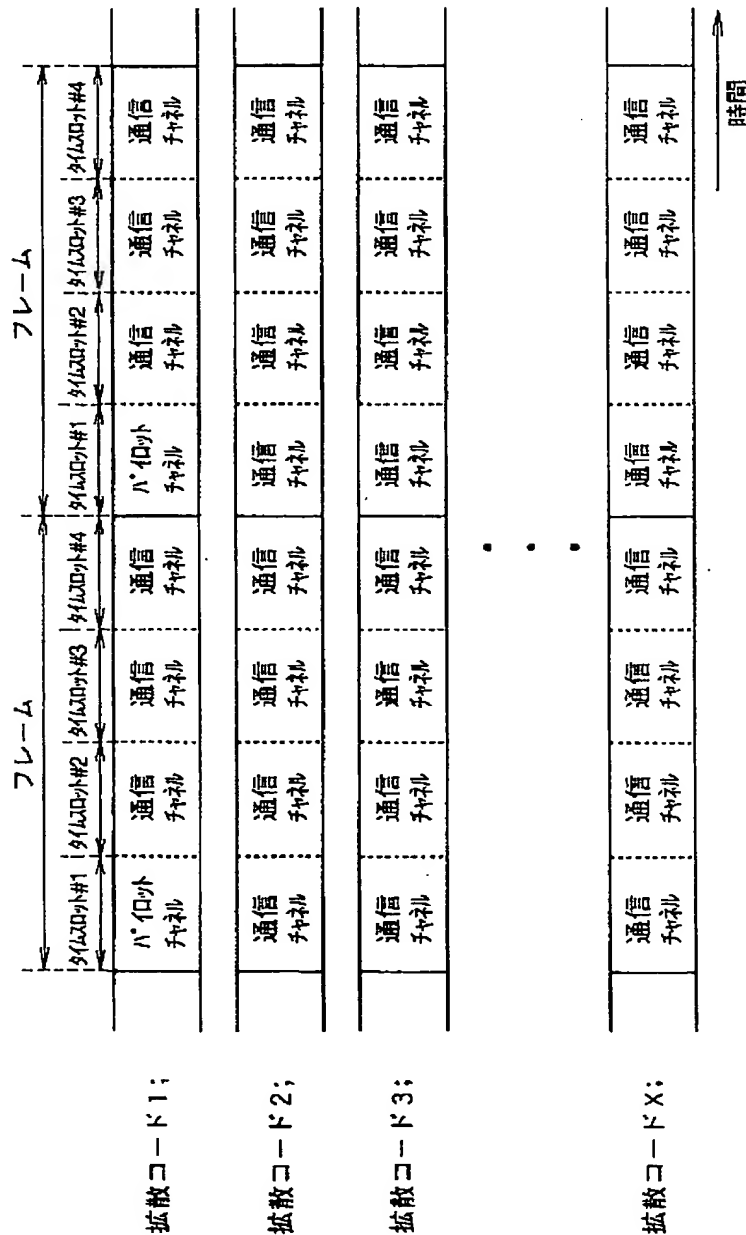 フレーム フレーム
タイムスロット#1 タイムスロット#2 タイムスロット#3 タイムスロット#4 タイムスロット#1 タイムスロット#2 タイムスロット#3 タイムスロット#4
拡散コード1; パイロットチャネル 通信チャネル 通信チャネル 通信チャネル パイロットチャネル 通信チャネル 通信チャネル 通信チャネル
拡散コード2; 通信チャネル 通信チャネル 通信チャネル 通信チャネル 通信チャネル 通信チャネル 通信チャネル 通信チャネル
拡散コード3; 通信チャネル 通信チャネル 通信チャネル 通信チャネル 通信チャネル 通信チャネル 通信チャネル 通信チャネル
・・・
拡散コードX; 通信チャネル 通信チャネル 通信チャネル 通信チャネル 通信チャネル 通信チャネル 通信チャネル 通信チャネル
時間